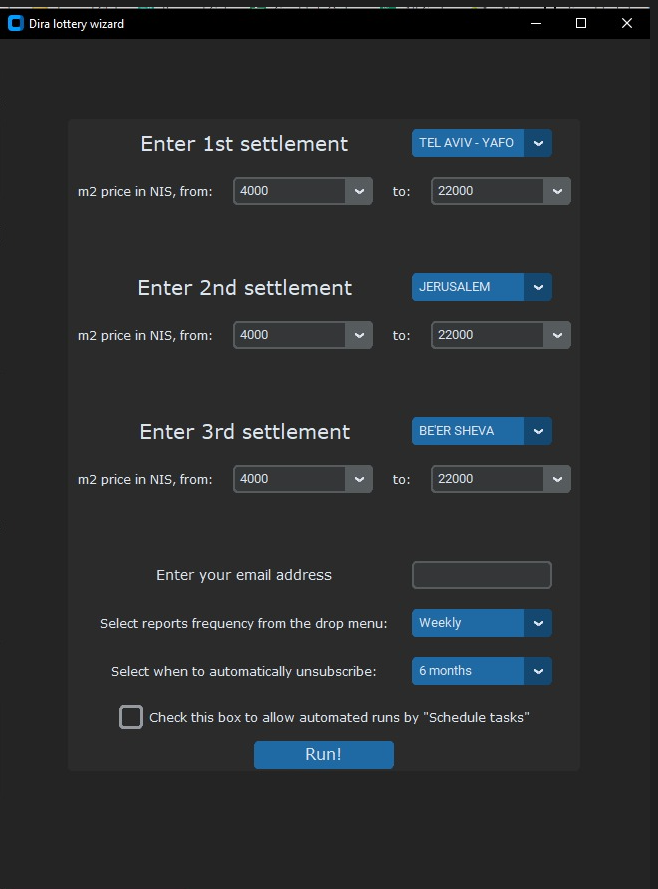 Dira lottery wizard
Enter 1st settlement TEL AVIV - YAFO
m2 price in NIS, from: 4000 to: 22000
Enter 2nd settlement JERUSALEM
m2 price in NIS, from: 4000 to: 22000
Enter 3rd settlement BE'ER SHEVA
m2 price in NIS, from: 4000 to: 22000
Enter your email address
Select reports frequency from the drop menu: Weekly
Select when to automatically unsubscribe: 6 months
Check this box to allow automated runs by "Schedule tasks"
Run!